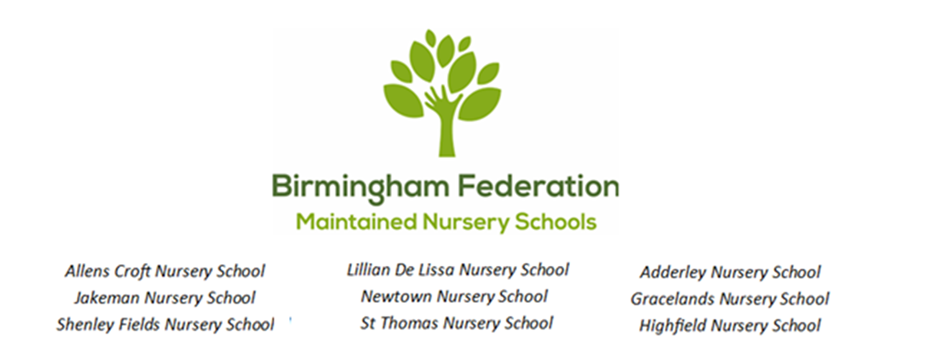 Birmingham Federation
Maintained Nursery Schools
Allens Croft Nursery School
Jakeman Nursery School
Shenley Fields Nursery School
Lillian De Lissa Nursery School
Newtown Nursery School
St Thomas Nursery School
Adderley Nursery School
Gracelands Nursery School
Highfield Nursery School